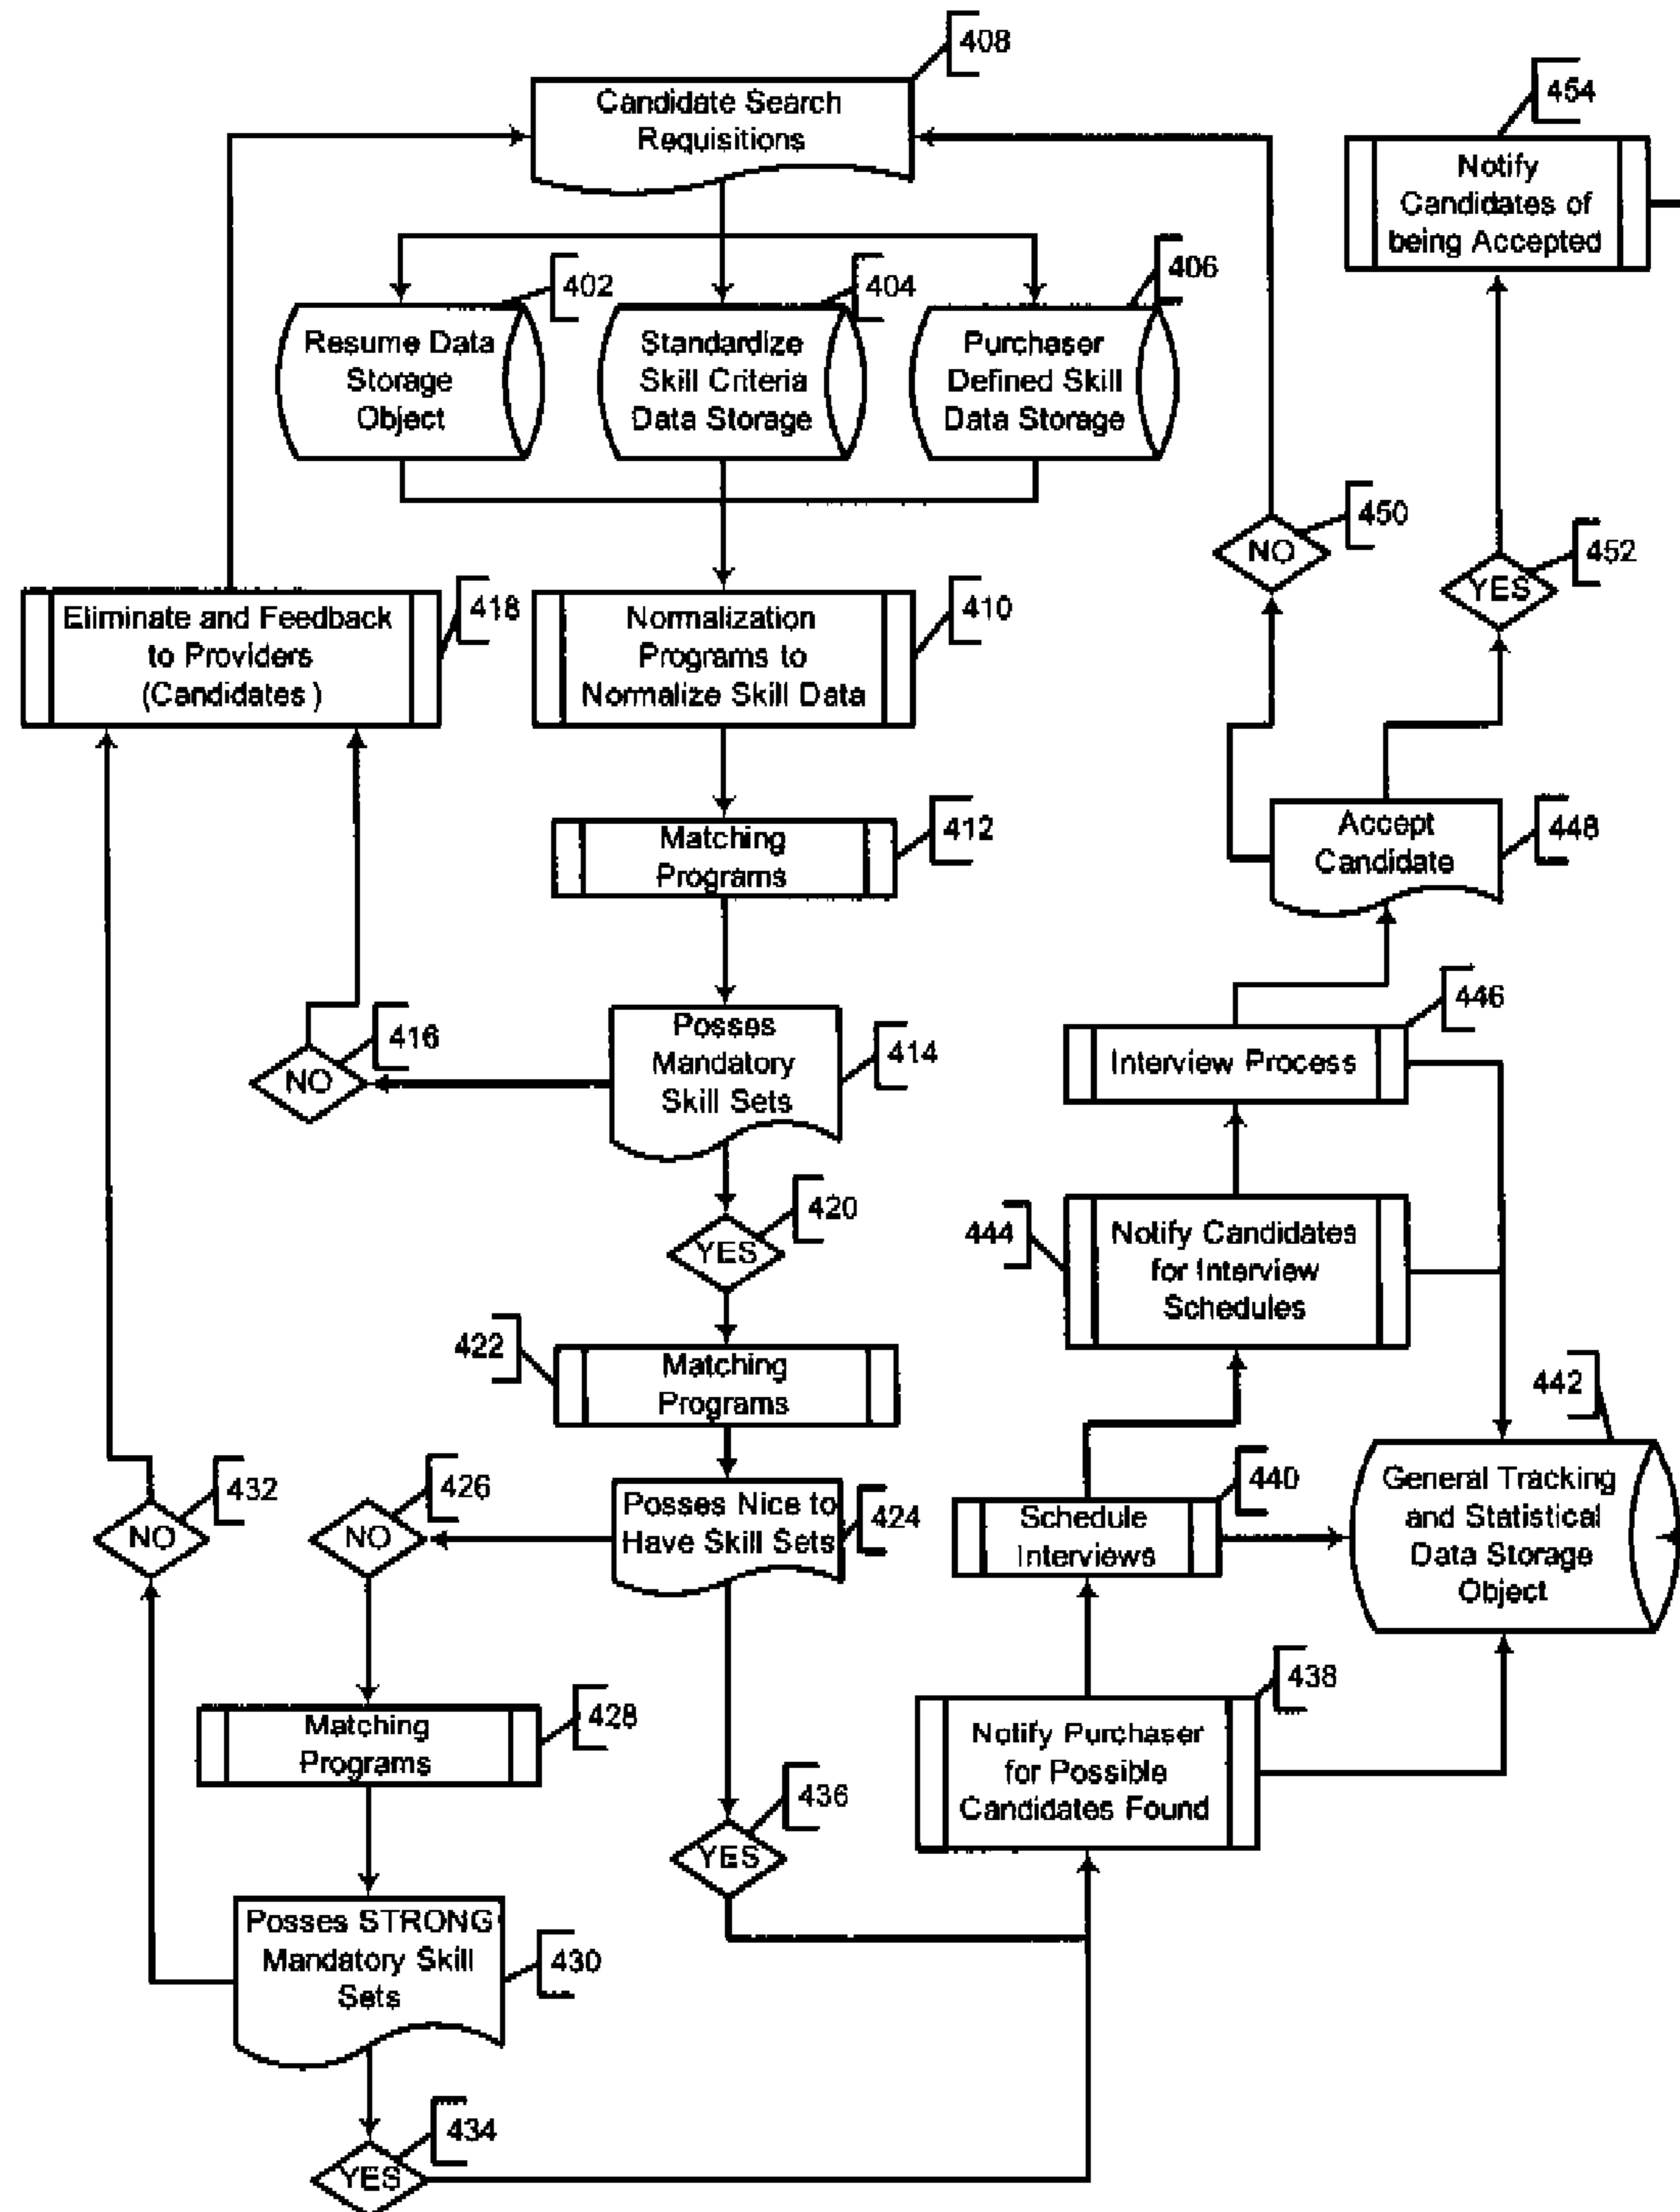 408
Candidate Search
Requisitions
454
Notify
Candidates of
being Accepted
402
Resume Data
Storage
Object
404
Standardize
Skill Criteria
Data Storage
406
Purchaser
Defined Skill
Data Storage
450
NO
452
YES
418
Eliminate and Feedback
to Providers
(Candidates)
410
Normalization
Programs to
Normalize Skill Data
412
Matching
Programs
448
Accept
Candidate
414
Posses
Mandatory
Skill Sets
416
NO
446
Interview Process
420
YES
444
Notify Candidates
for Interview
Schedules
422
Matching
Programs
442
General Tracking
and Statistical
Data Storage
Object
432
NO
426
NO
424
Posses Nice to
Have Skill Sets
440
Schedule
Interviews
428
Matching
Programs
438
Notify Purchaser
for Possible
Candidates Found
436
YES
430
Posses STRONG
Mandatory Skill
Sets
434
YES